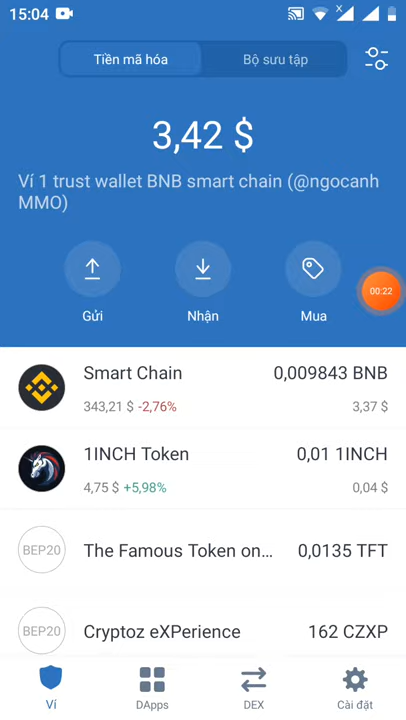 15:04
Tiền mã hóa
Bộ sưu tập
3,42 $
Ví 1 trust wallet BNB smart chain (@ngocanh
MMO)
00:22
Gửi
Nhận
Mua
Smart Chain
0,009843 BNB
343,21 $ -2,76%
3,37 $
1INCH Token
0,01 1INCH
4,75 $ +5,98%
0,04 $
BEP20
The Famous Token on...
0,0135 TFT
BEP20
Cryptoz eXPerience
162 CZXP
Ví
DApps
DEX
Cài đặt